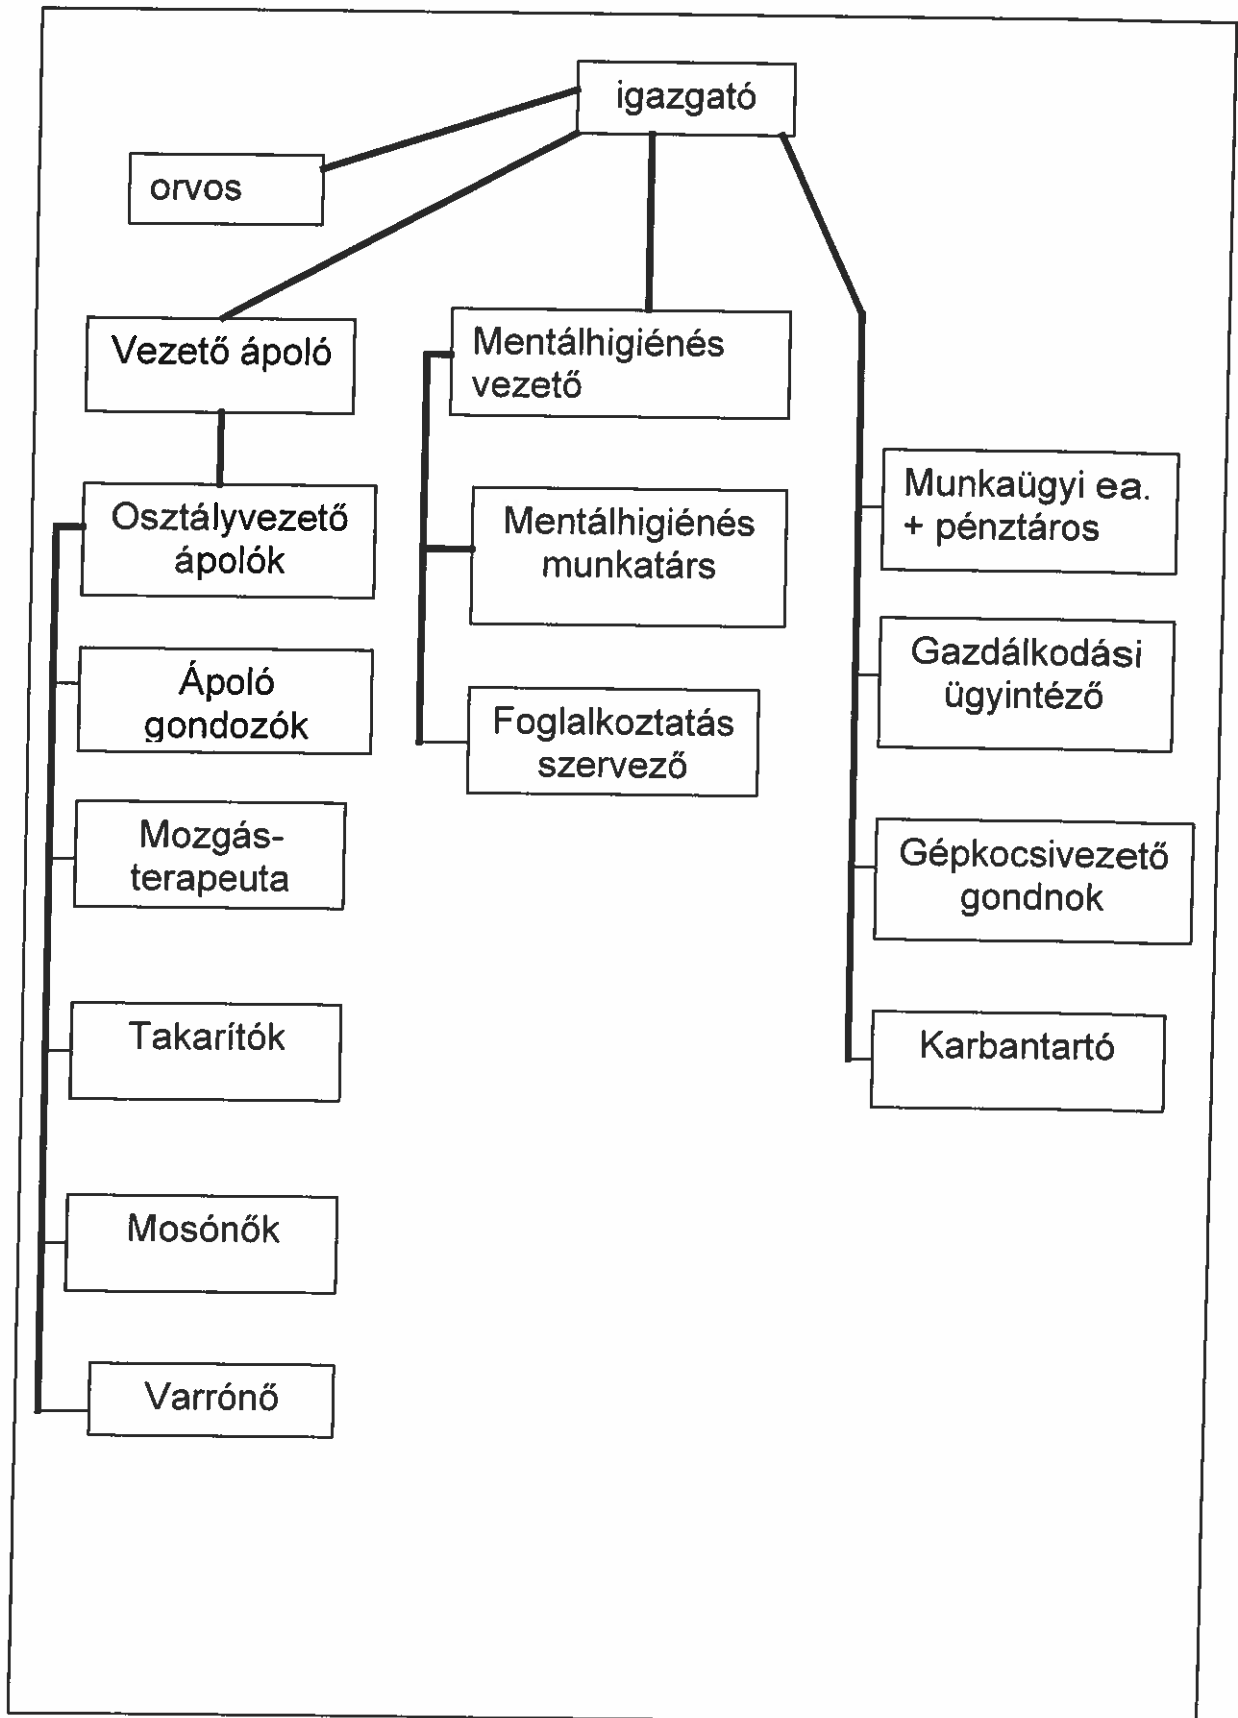 igazgató
orvos
Vezető ápoló
Osztályvezető
ápolók
Ápoló
gondozók
Mozgás-
terapeuta
Takarítók
Mosónők
Varrónő
Mentálhigiénés
vezető
Mentálhigiénés
munkatárs
Foglalkoztatás
szervező
Munkaügyi ea.
+ pénztáros
Gazdálkodási
ügyintéző
Gépkocsivezető
gondnok
Karbantartó